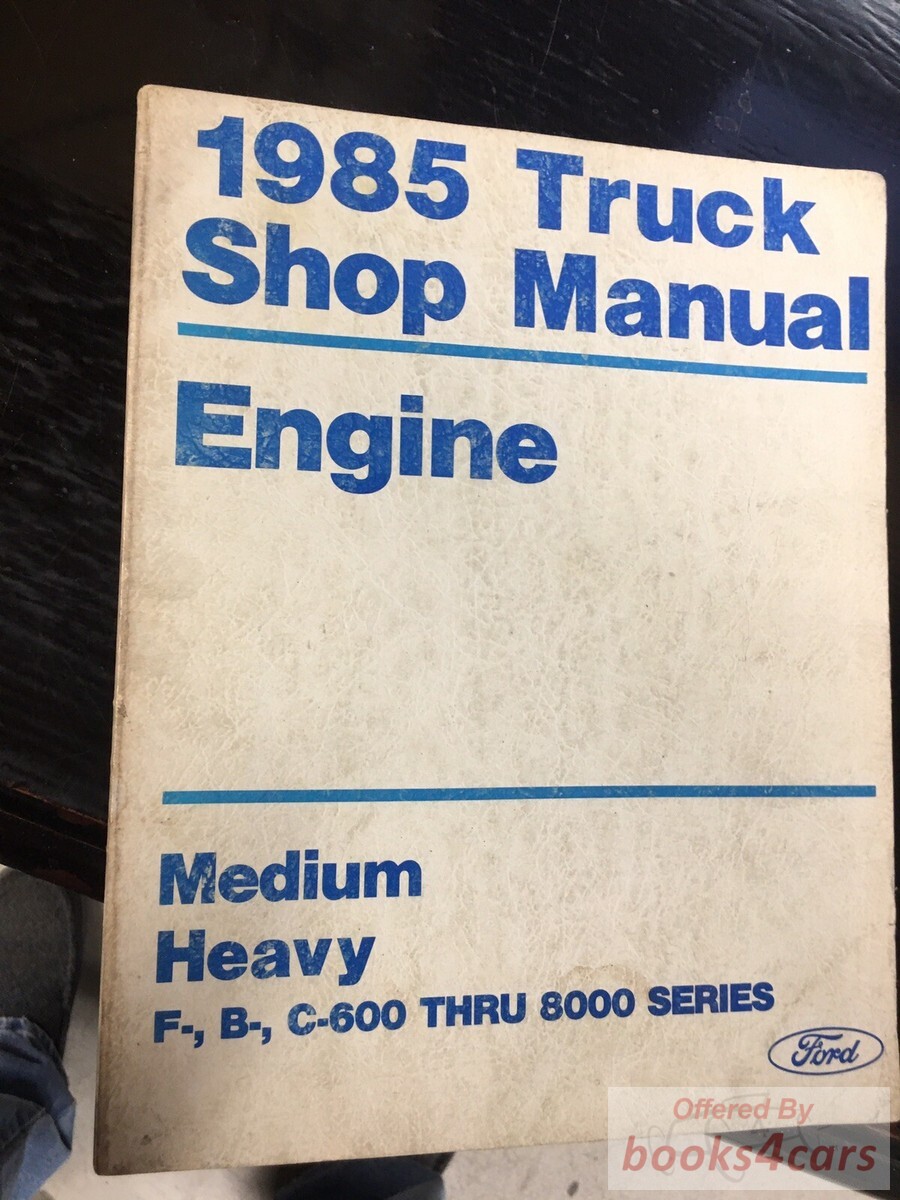 1985 Truck
Shop Manual
Engine
Medium
Heavy
F-, B-, C-600 THRU 8000 SERIES
Ford
Offered By
books4cars